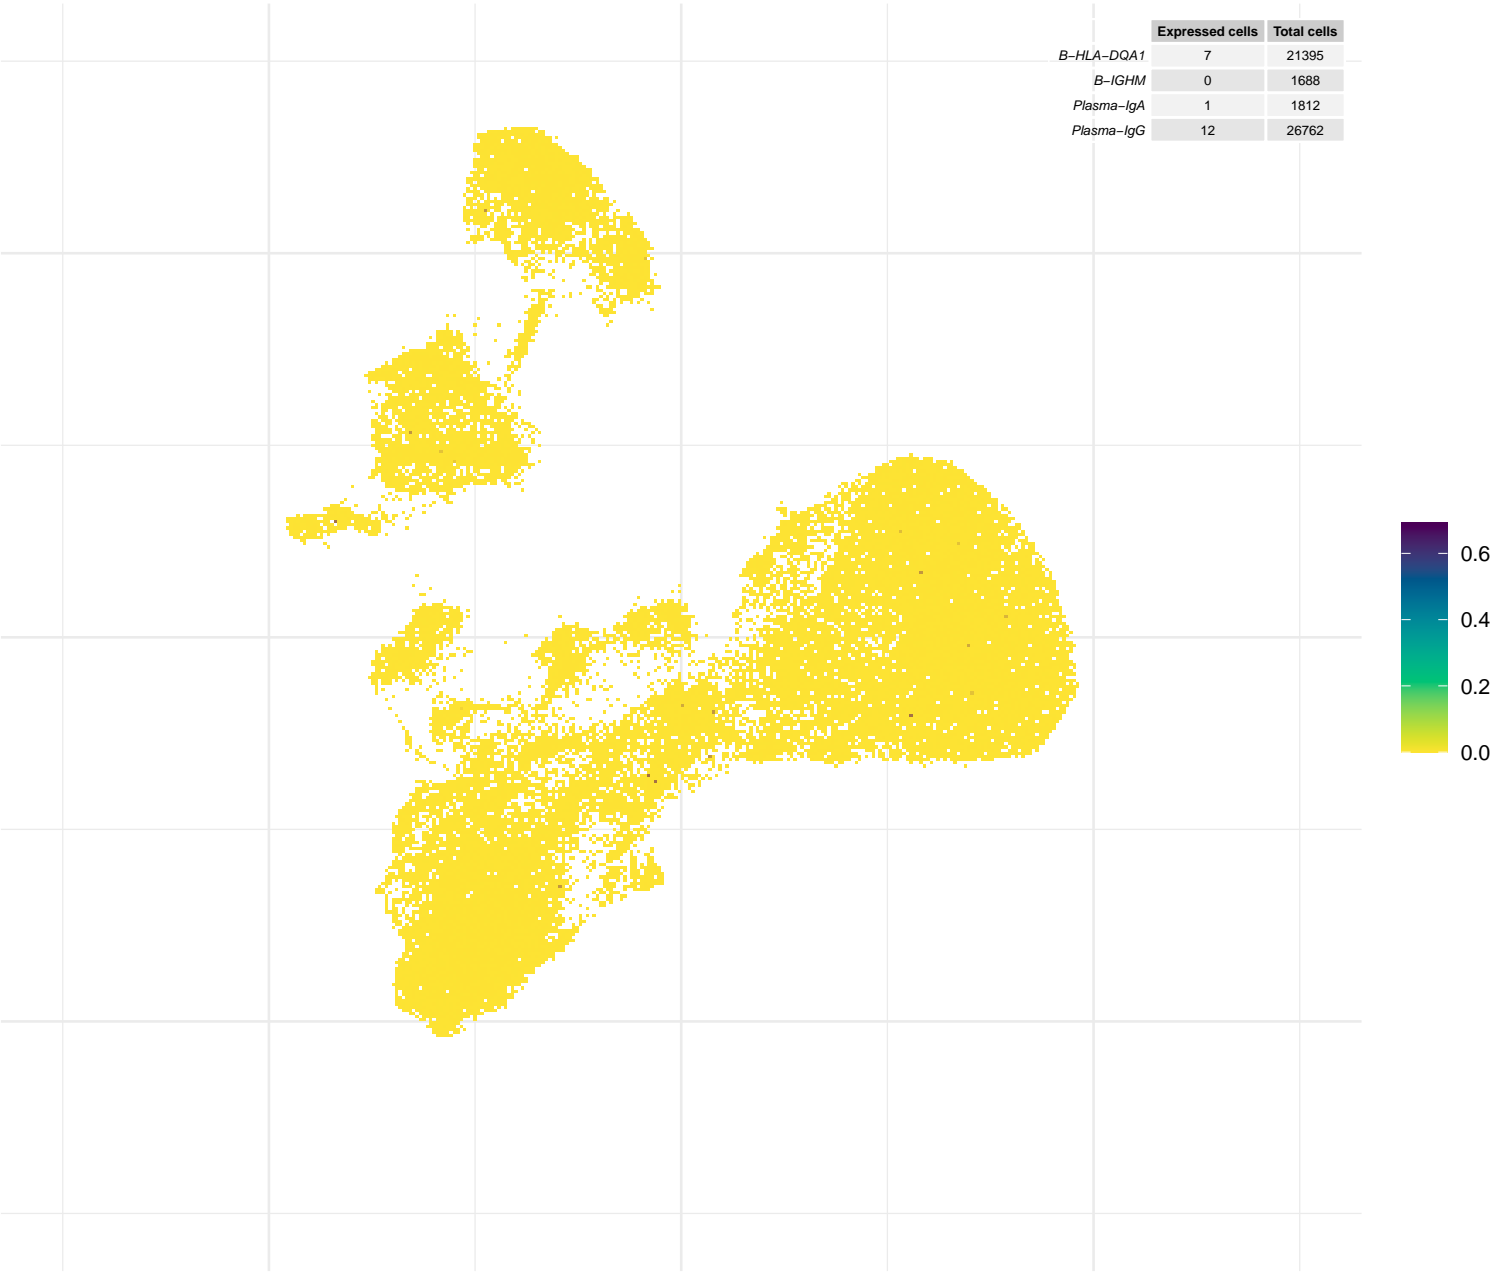 Expressed cells Total cells
B−HLA−DQA1 7 21395
B−IGHM 0 1688
Plasma−IgA 1 1812
Plasma−IgG 12 26762
0.6
0.4
0.2
0.0